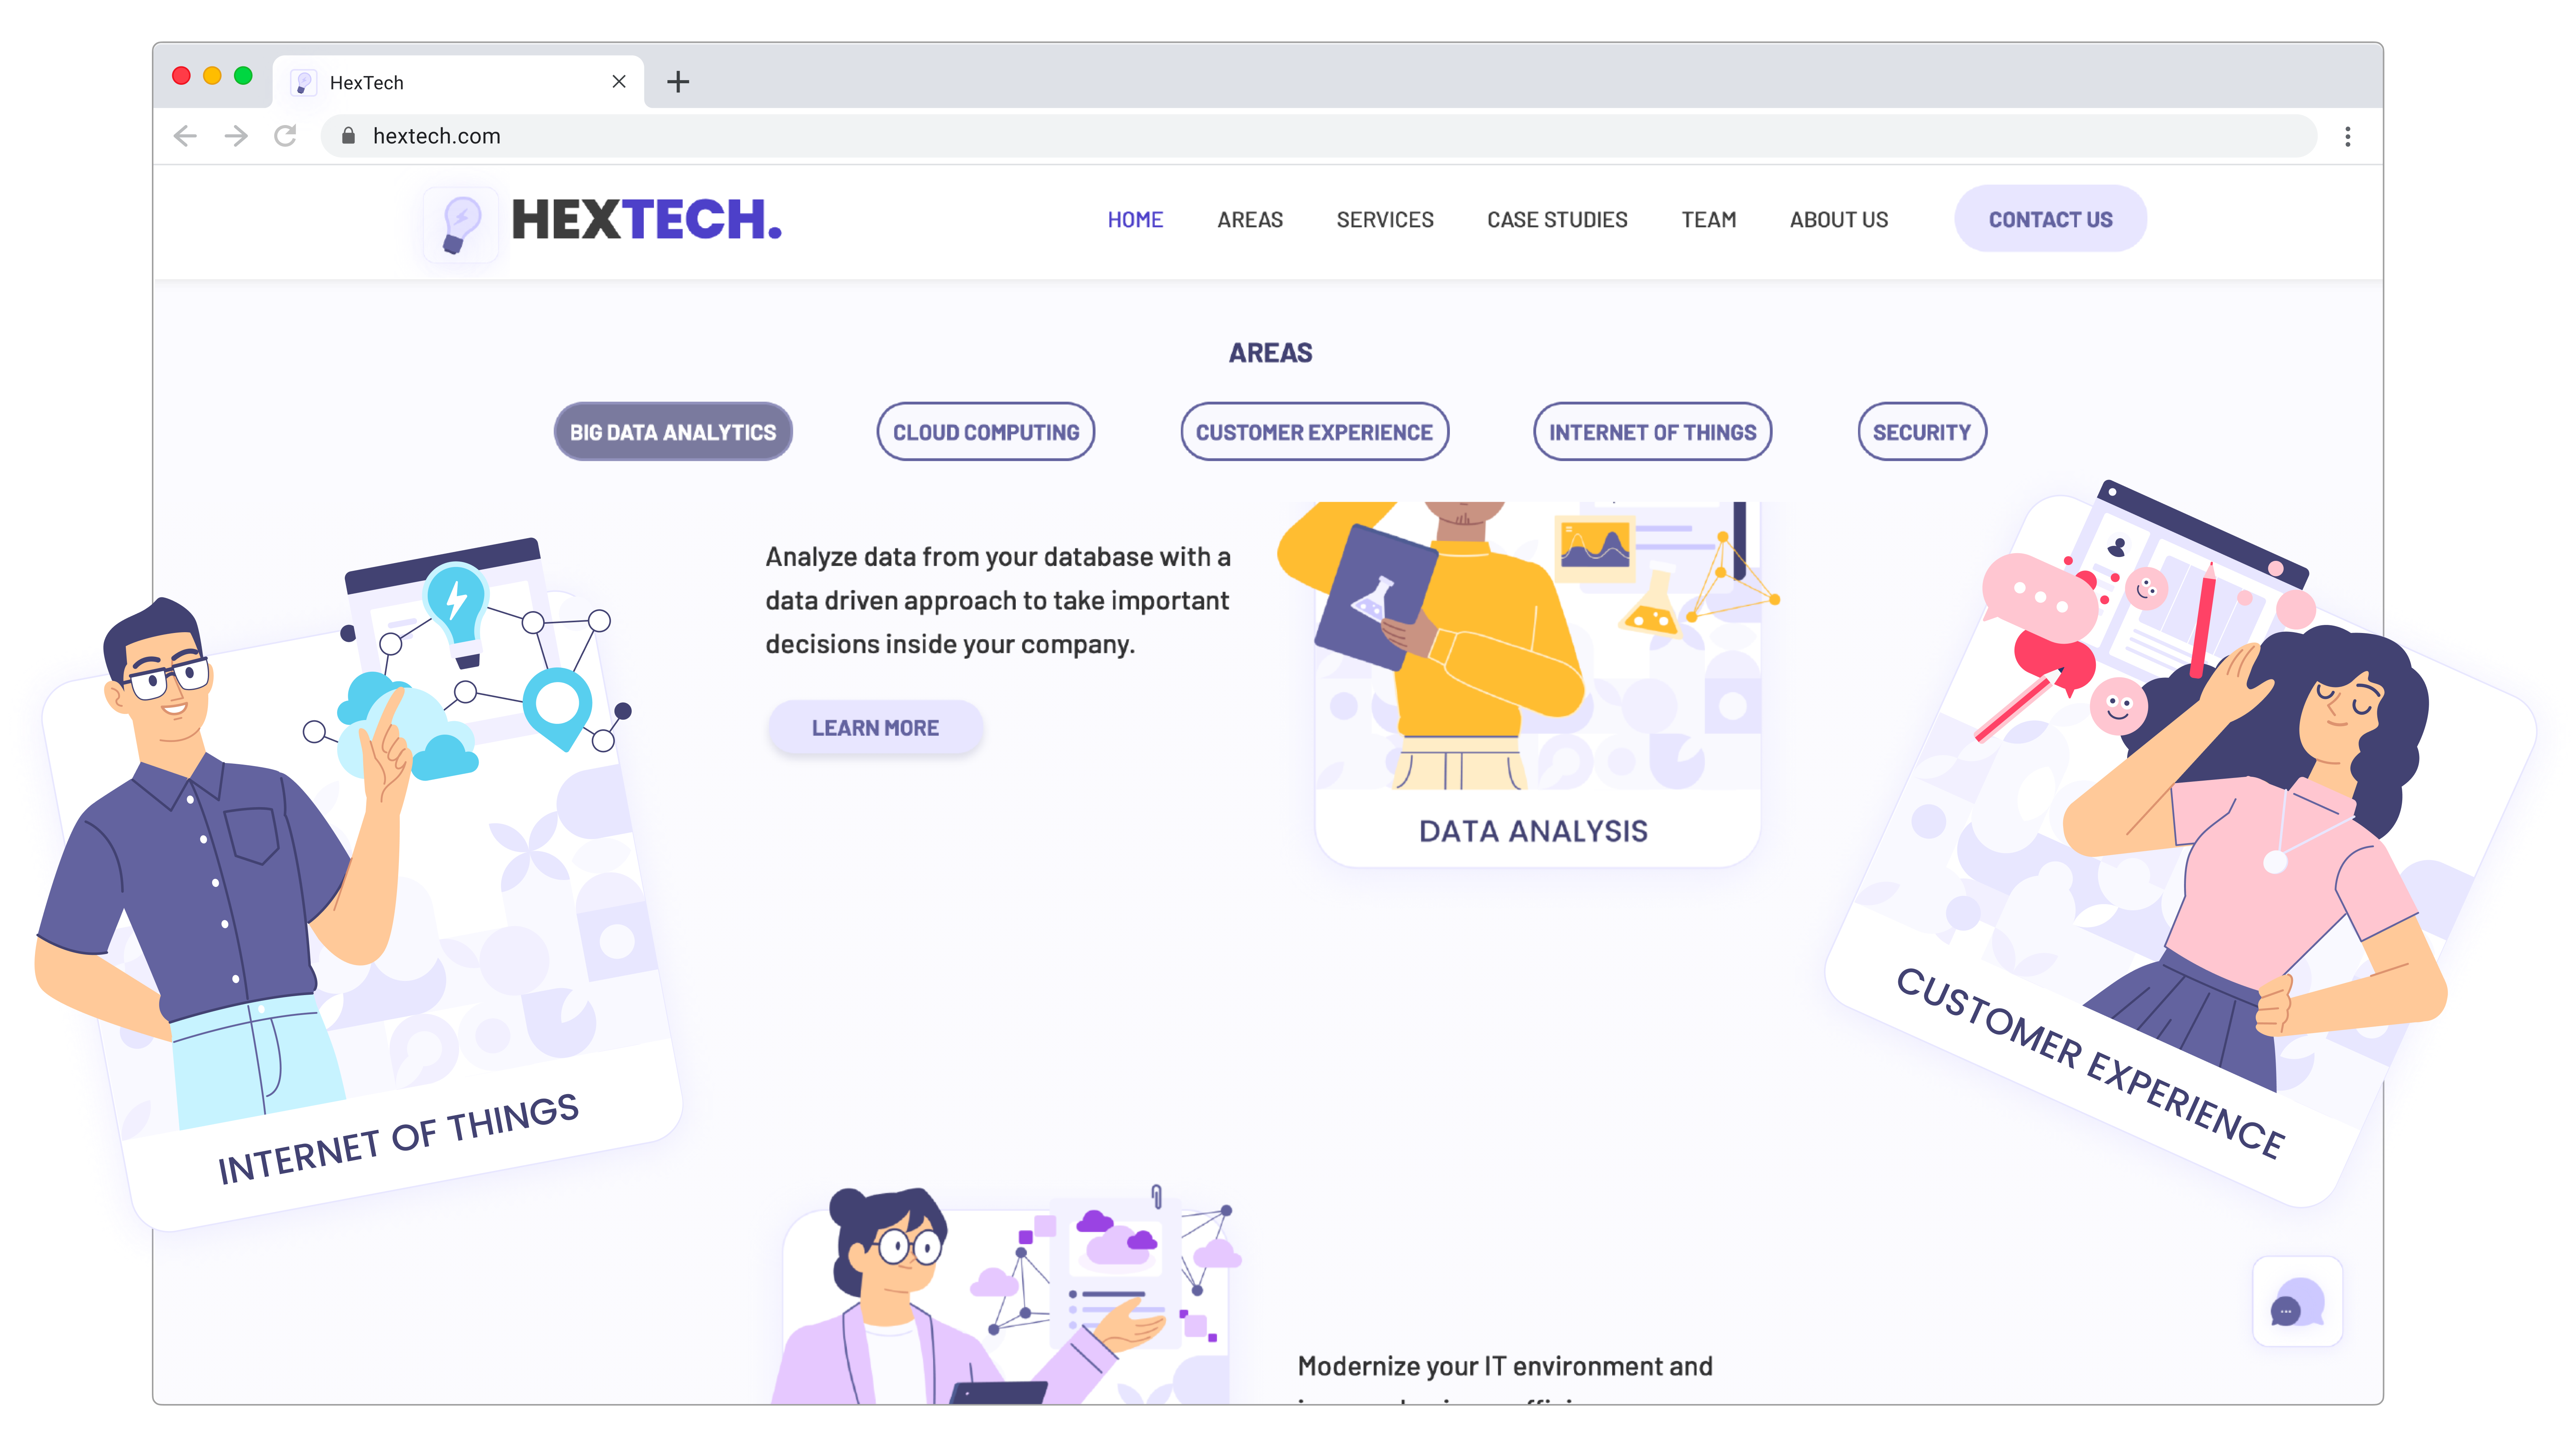 HexTech
hextech.com
HEXTECH.
HOME
AREAS
SERVICES
CASE STUDIES
TEAM
ABOUT US
CONTACT US
AREAS
BIG DATA ANALYTICS
CLOUD COMPUTING
CUSTOMER EXPERIENCE
INTERNET OF THINGS
SECURITY
Analyze data from your database with a
data driven approach to take important
decisions inside your company.
LEARN MORE
DATA ANALYSIS
INTERNET OF THINGS
CUSTOMER EXPERIENCE
Modernize your IT environment and